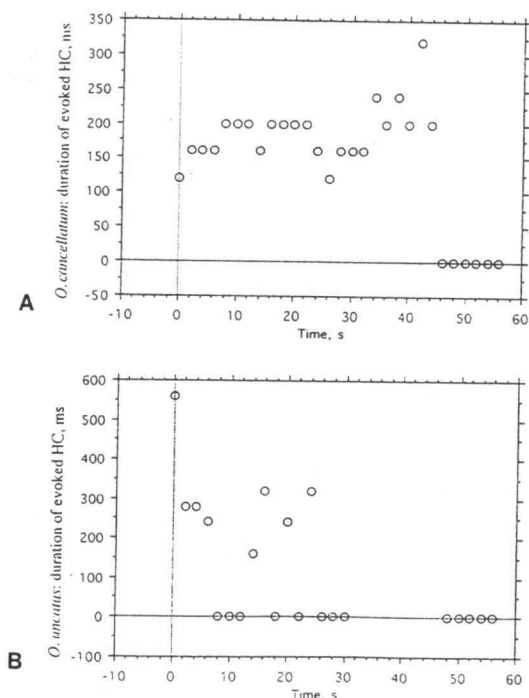 350
300
250
200
150
100
50
0
-50
O. cancellatum: duration of evoked HC, ms
A
-10 0 10 20 30 40 50 60
Time, s
600
500
400
300
200
100
0
-100
O. uncatus: duration of evoked HC, ms
B
-10 0 10 20 30 40 50 60
Time, s